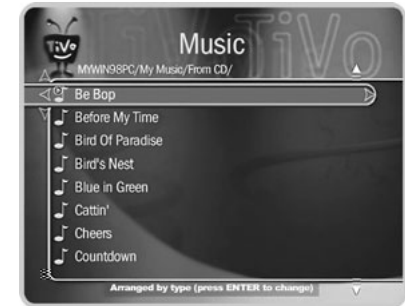 TiVo
TiVo
Music
MYWIN98PC/My Music/From CD/
Be Bop
Before My Time
Bird Of Paradise
Bird's Nest
Blue in Green
Cattin'
Cheers
Countdown
Arranged by type (press ENTER to change)